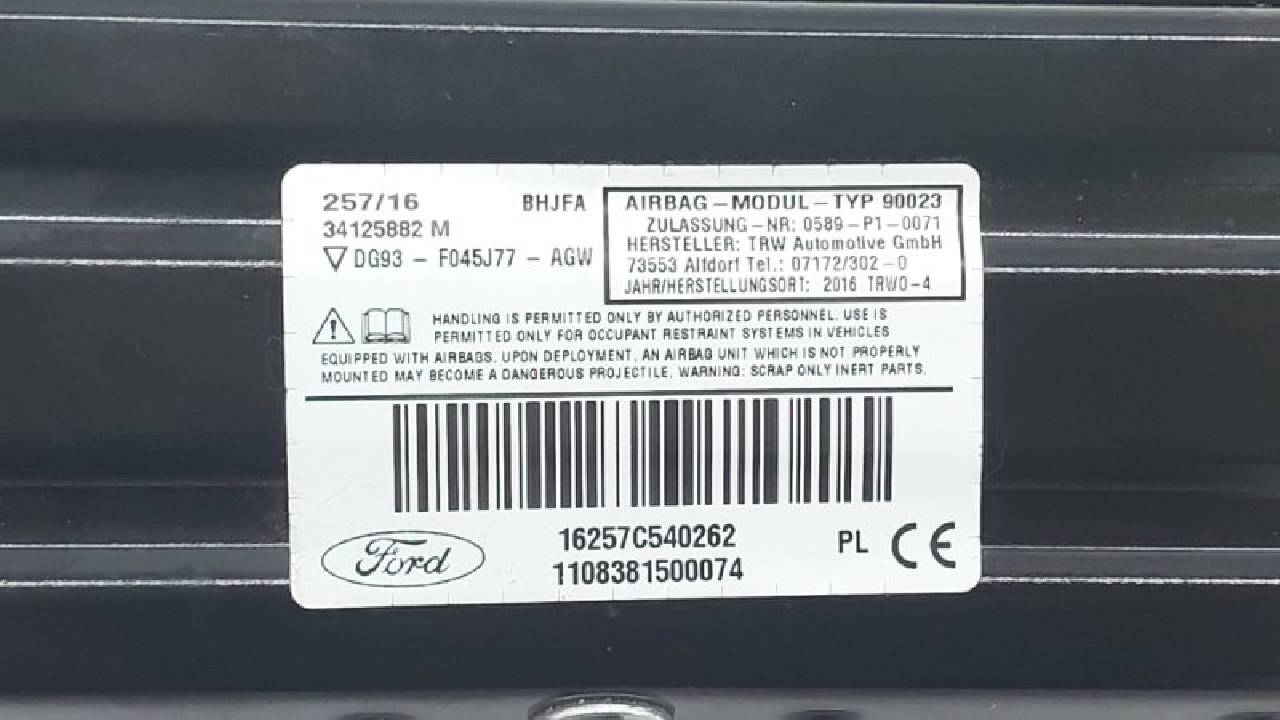 257/16
BHJFA
34125882 M
DG93 - F045J77 - AGW
AIRBAG-MODUL-TYP 90023
ZULASSUNG-NR: 0589-P1-0071
HERSTELLER: TRW Automotive GmbH
73553 Alfdorf Tel.: 07172/302-0
JAHR/HERSTELLUNGSORT: 2016 TRWO-4
HANDLING IS PERMITTED ONLY BY AUTHORIZED PERSONNEL. USE IS
PERMITTED ONLY FOR OCCUPANT RESTRAINT SYSTEMS IN VEHICLES
EQUIPPED WITH AIRBAGS. UPON DEPLOYMENT, AN AIRBAG UNIT WHICH IS NOT PROPERLY
MOUNTED MAY BECOME A DANGEROUS PROJECTILE. WARNING: SCRAP ONLY INERT PARTS.
Ford
16257C540262
1108381500074
PL CE